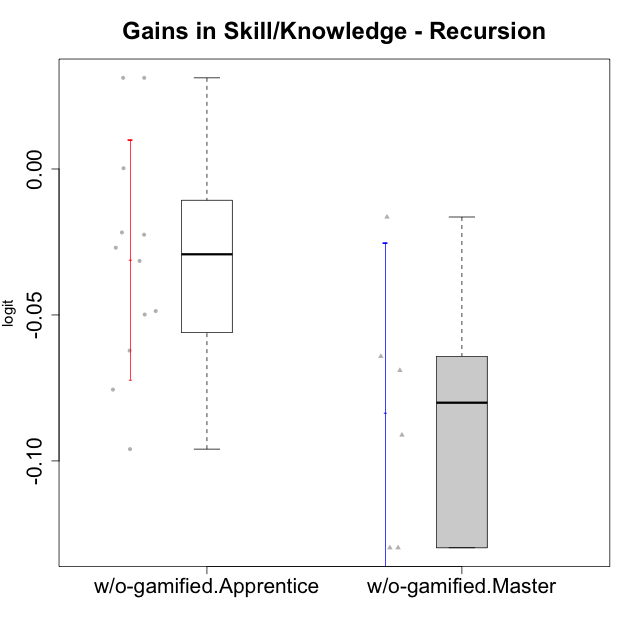 Gains in Skill/Knowledge - Recursion
0.00
-0.05
-0.10
logit
w/o-gamified.Apprentice
w/o-gamified.Master